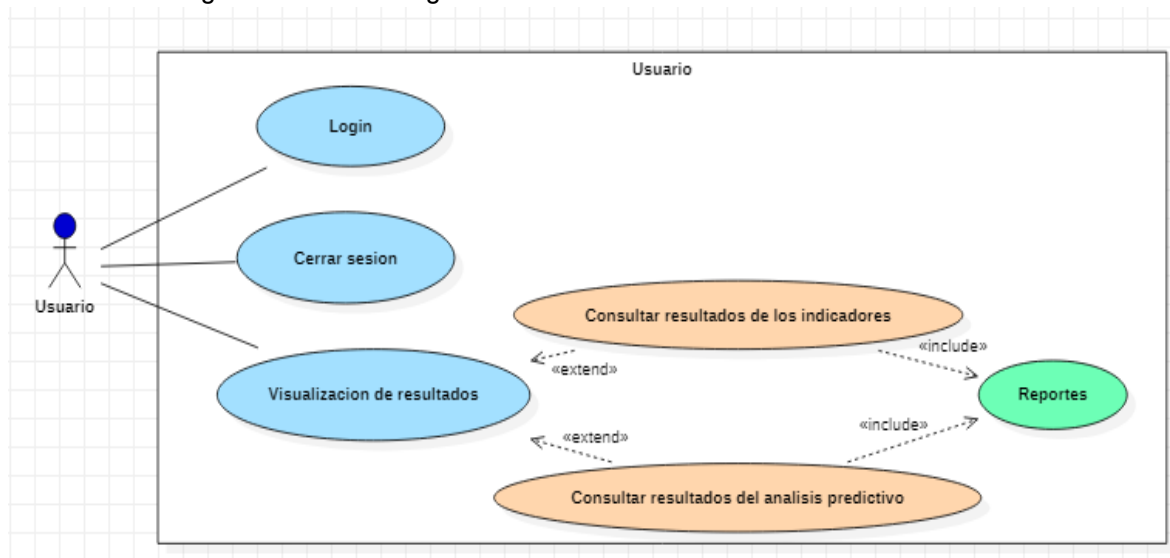 Usuario
Login
Cerrar sesion
Usuario
Consultar resultados de los indicadores
«include»
«extend»
Visualizacion de resultados
Reportes
«include»
«extend»
Consultar resultados del analisis predictivo